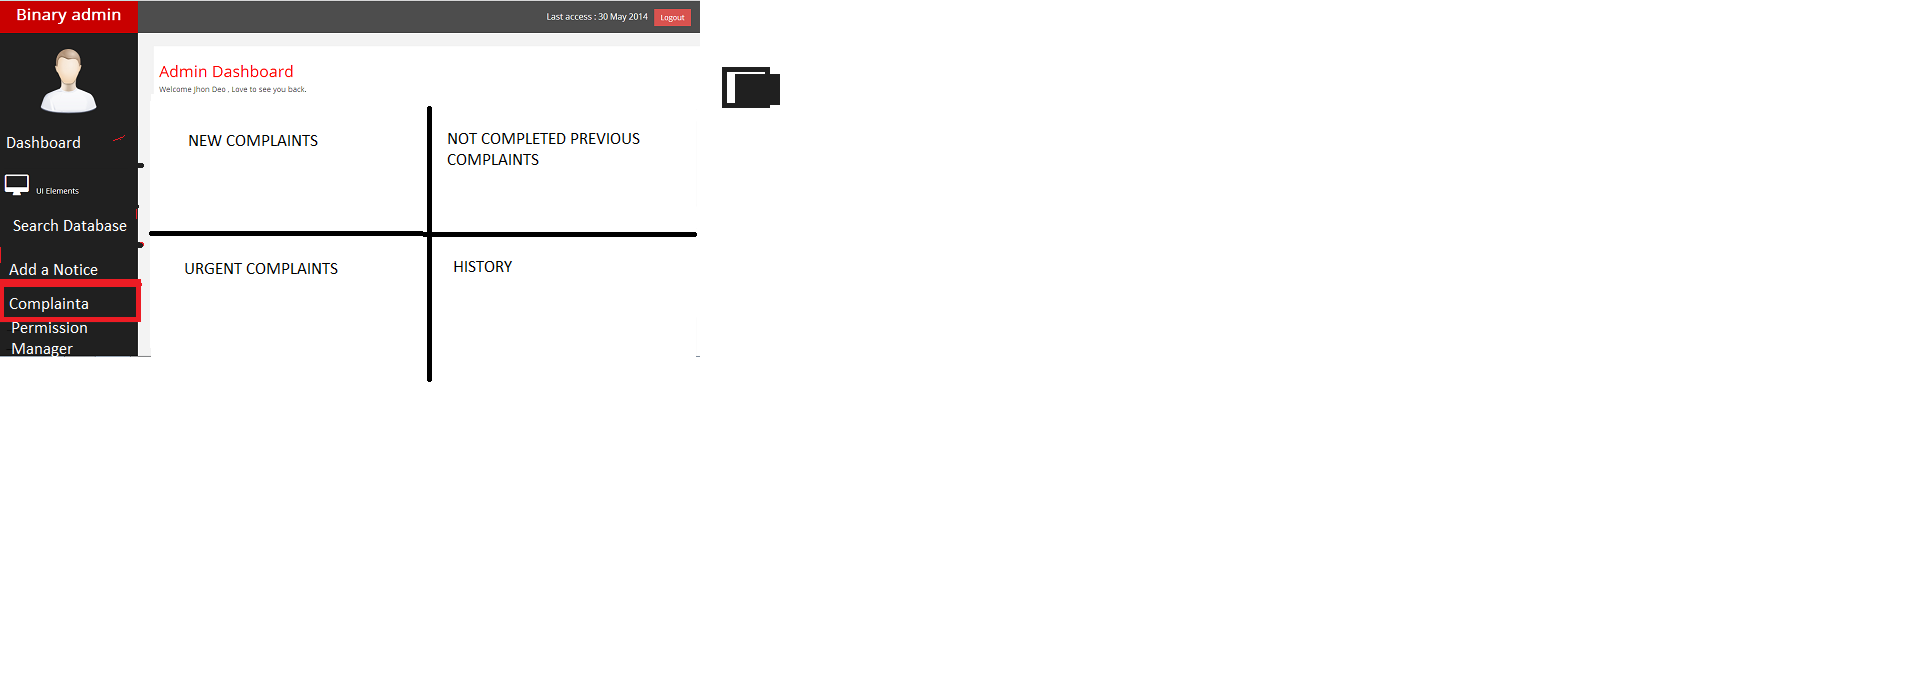 Binary admin
Last access : 30 May 2014 Logout
Admin Dashboard
Welcome Jhon Deo , Love to see you back.
Dashboard
UI Elements
Search Database
Add a Notice
Complainta
Permission
Manager
NEW COMPLAINTS
NOT COMPLETED PREVIOUS
COMPLAINTS
URGENT COMPLAINTS
HISTORY